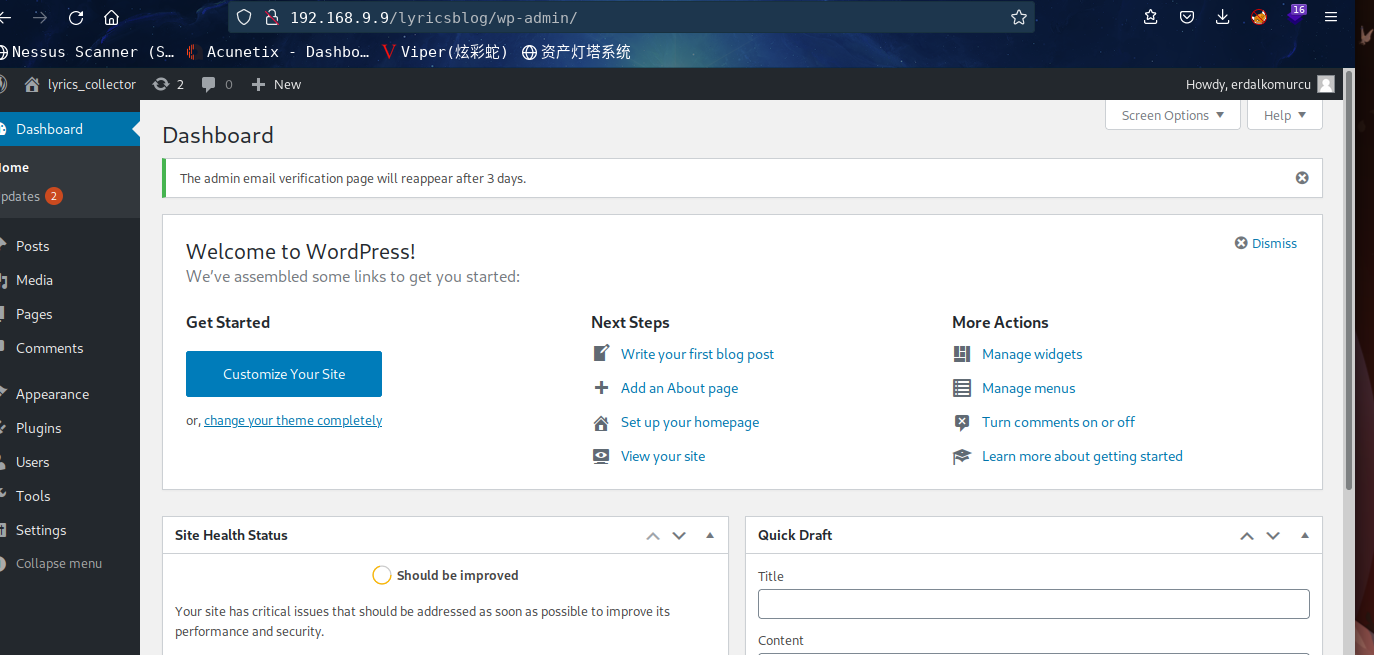 192.168.9.9/lyricsblog/wp-admin/
16
Nessus Scanner (S… Acunetix - Dashbo… Viper(炫彩蛇) 资产灯塔系统
lyrics_collector 2 0 New Howdy, erdalkomurcu
Screen Options Help
Dashboard
Dashboard
The admin email verification page will reappear after 3 days.
ome
pdates 2
Posts
Media
Pages
Comments
Appearance
Plugins
Users
Tools
Settings
Collapse menu
Welcome to WordPress!
Dismiss
We've assembled some links to get you started:
Get Started
Customize Your Site
or, change your theme completely
Next Steps
Write your first blog post
Add an About page
Set up your homepage
View your site
More Actions
Manage widgets
Manage menus
Turn comments on or off
Learn more about getting started
Site Health Status
Should be improved
Your site has critical issues that should be addressed as soon as possible to improve its
performance and security.
Quick Draft
Title
Content